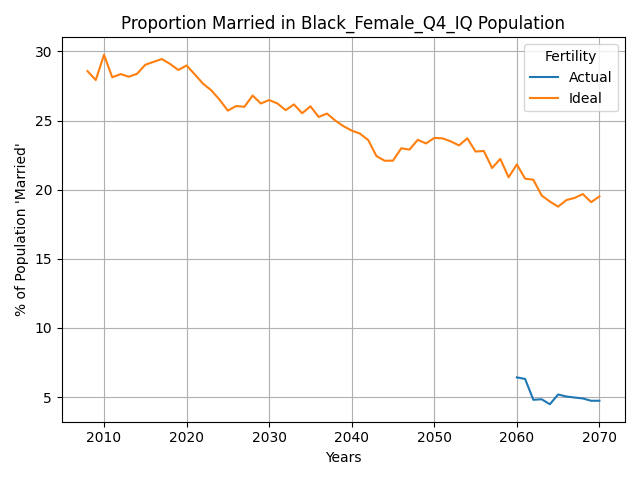 Proportion Married in Black_Female_Q4_IQ Population
% of Population 'Married'
30
25
20
15
10
5
Fertility
Actual
Ideal
2010 2020 2030 2040 2050 2060 2070
Years